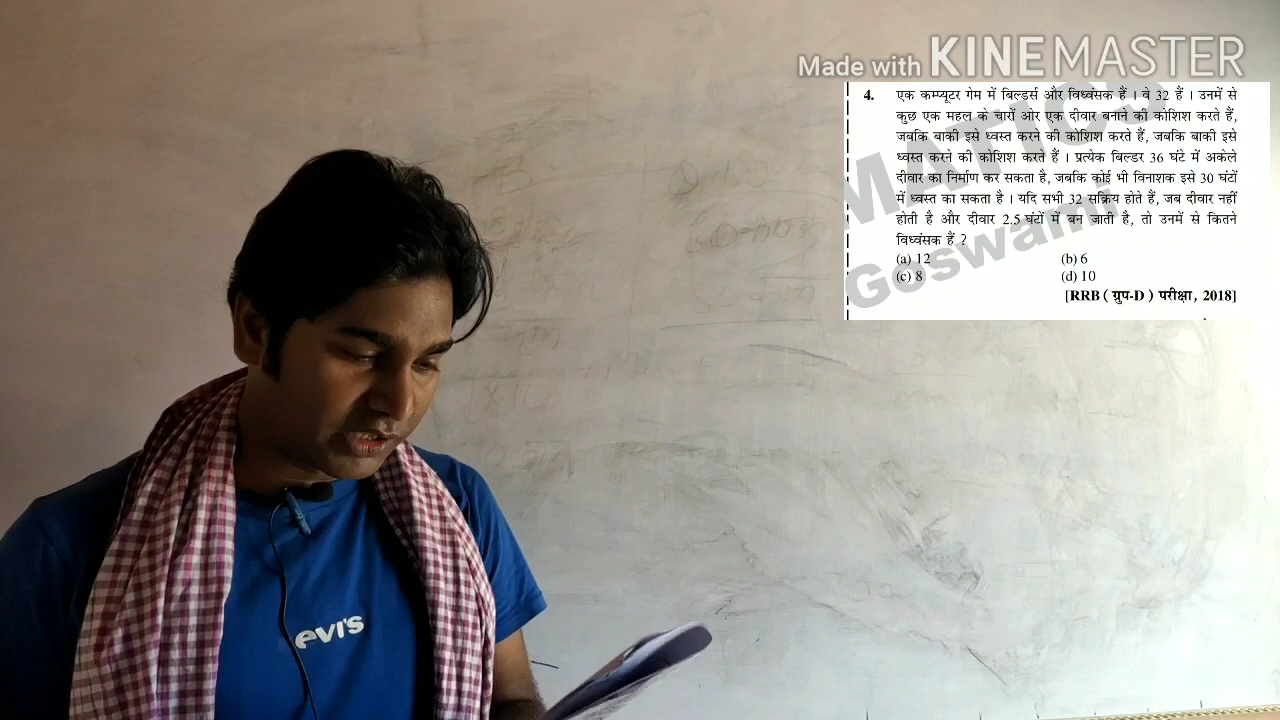 Made with KINEMASTER
4. एक कम्प्यूटर गेम में बिल्डर्स और विध्वंसक हैं। वे 32 हैं। उनमें से
कुछ एक महल के चारों ओर एक दीवार बनाने की कोशिश करते हैं,
जबकि बाकी इसे ध्वस्त करने की कोशिश करते हैं, जबकि बाकी इसे
ध्वस्त करने की कोशिश करते हैं। प्रत्येक बिल्डर 36 घंटे में अकेले
दीवार का निर्माण कर सकता है, जबकि कोई भी विनाशक इसे 30 घंटों
में ध्वस्त का सकता है। यदि सभी 32 सक्रिय होते हैं, जब दीवार नहीं
होती है और दीवार 2.5 घंटों में बन जाती है, तो उनमें से कितने
विध्वंसक हैं ?
(a) 12 (b) 6
(c) 8 (d) 10
[RRB ( ग्रुप-D ) परीक्षा, 2018]
MATICS
Goswami
evi's